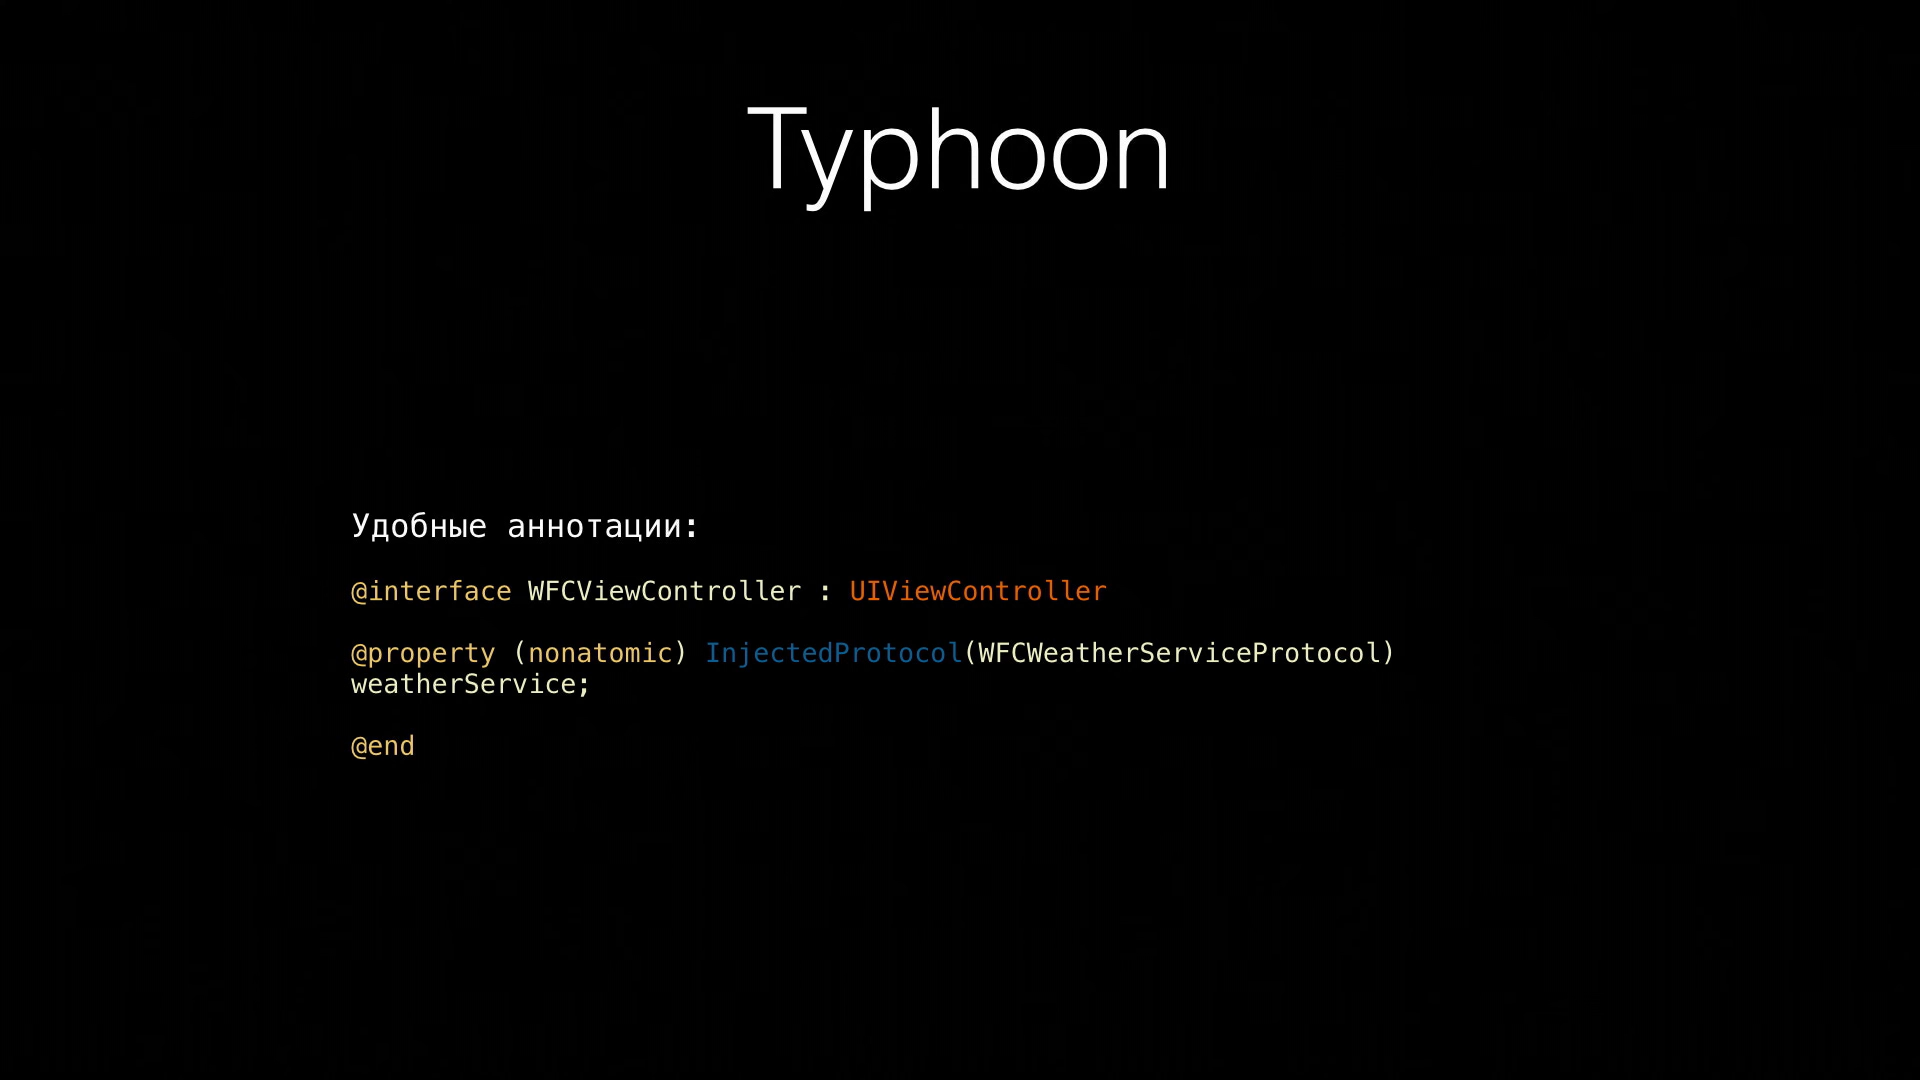 Typhoon
Удобные аннотации:
@interface WFCViewController : UIViewController
@property (nonatomic) InjectedProtocol(WFCWeatherServiceProtocol)
weatherService;
@end